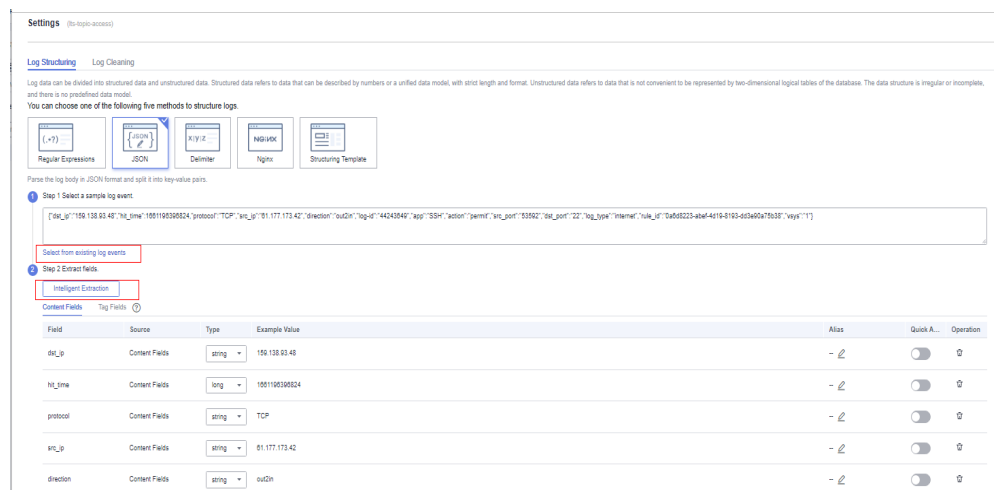 Settings (lts-topic-access)
Log Structuring Log Cleaning
Log data can be divided into structured data and unstructured data. Structured data refers to data that can be described by numbers or a unified data model, with strict length and format. Unstructured data refers to data that is not convenient to be represented by two-dimensional logical tables of the database. The data structure is irregular or incomplete,
and there is no predefined data model.
You can choose one of the following five methods to structure logs.
(.*?) {JSON} X|Y|Z NGINX
Regular Expressions JSON Delimiter Nginx Structuring Template
Parse the log body in JSON format and split it into key-value pairs.
1 Step 1 Select a sample log event.
{"dst_ip":"159.138.93.48","hit_time":1661196396824,"protocol":"TCP","src_ip":"61.177.173.42","direction":"out2in","log-id":"44243649","app":"SSH","action":"permit","src_port":"53592","dst_port":"22","log_type":"internet","rule_id":"0a6d8223-abef-4d19-8193-dd3e90a75b38","vsys":"1"}
Select from existing log events
2 Step 2 Extract fields.
Intelligent Extraction
Content Fields Tag Fields ?
Field Source Type Example Value Alias Quick A... Operation
dst_ip Content Fields string 159.138.93.48 –
hit_time Content Fields long 1661196396824 –
protocol Content Fields string TCP –
src_ip Content Fields string 61.177.173.42 –
direction Content Fields string out2in –